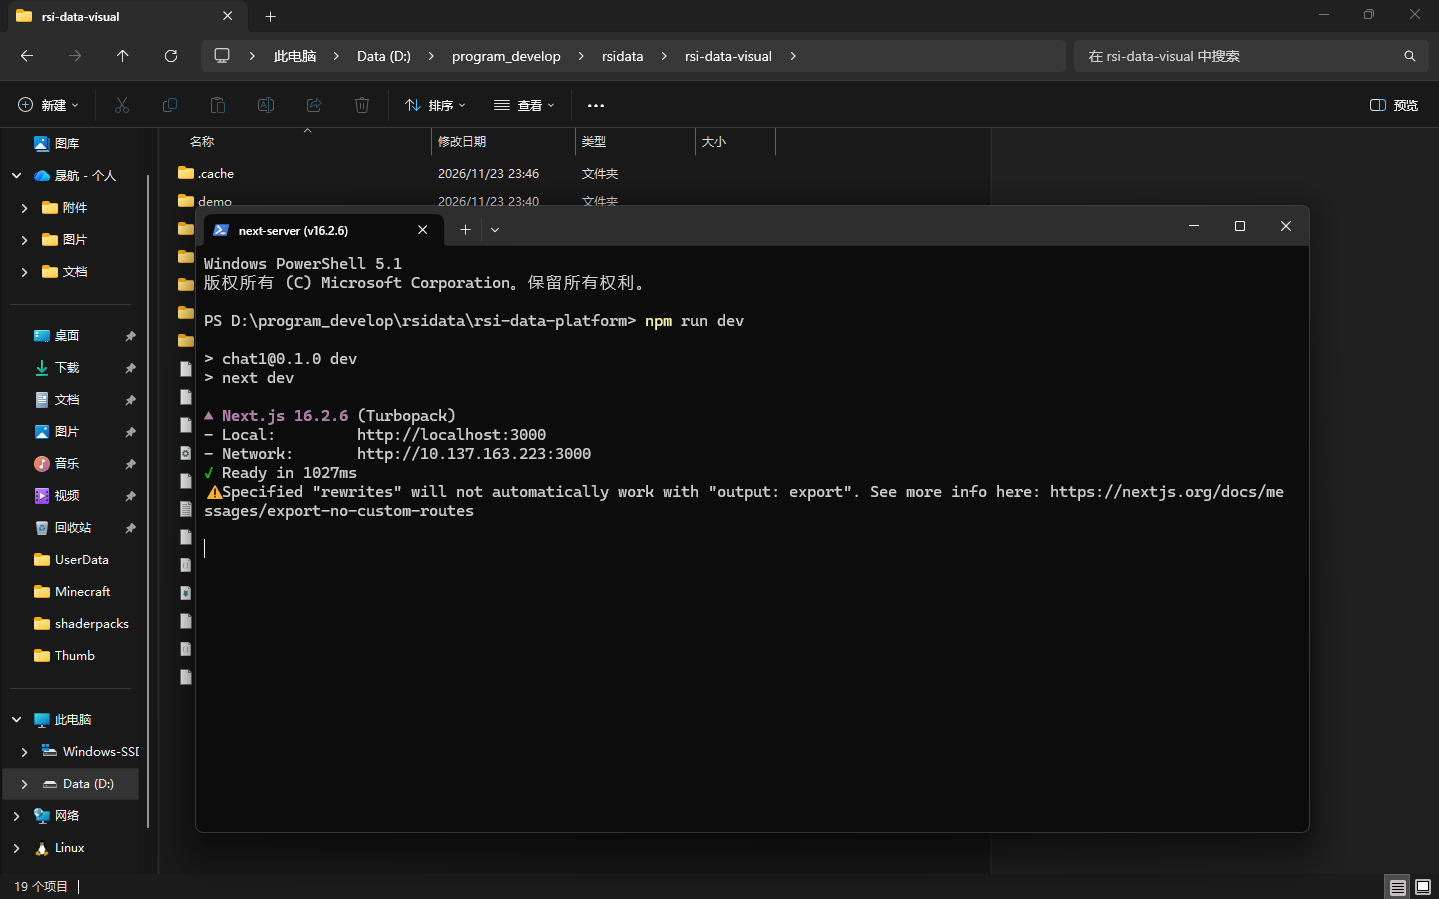 rsi-data-visual
此电脑
Data (D:)
program_develop
rsidata
rsi-data-visual
在 rsi-data-visual 中搜索
新建
排序
查看
预览
名称
修改日期
类型
大小
.cache
2026/11/23 23:46
文件夹
demo
2026/11/23 23:40
文件夹
图库
晟航 - 个人
附件
图片
文档
桌面
下载
文档
图片
音乐
视频
回收站
UserData
Minecraft
shaderpacks
Thumb
此电脑
Windows-SSD
Data (D:)
网络
Linux
19 个项目
next-server (v16.2.6)
Windows PowerShell 5.1
版权所有 (C) Microsoft Corporation。保留所有权利。
PS D:\program_develop\rsidata\rsi-data-platform> npm run dev
> chat1@0.1.0 dev
> next dev
▲ Next.js 16.2.6 (Turbopack)
- Local: http://localhost:3000
- Network: http://10.137.163.223:3000
✓ Ready in 1027ms
⚠Specified "rewrites" will not automatically work with "output: export". See more info here: https://nextjs.org/docs/me
ssages/export-no-custom-routes